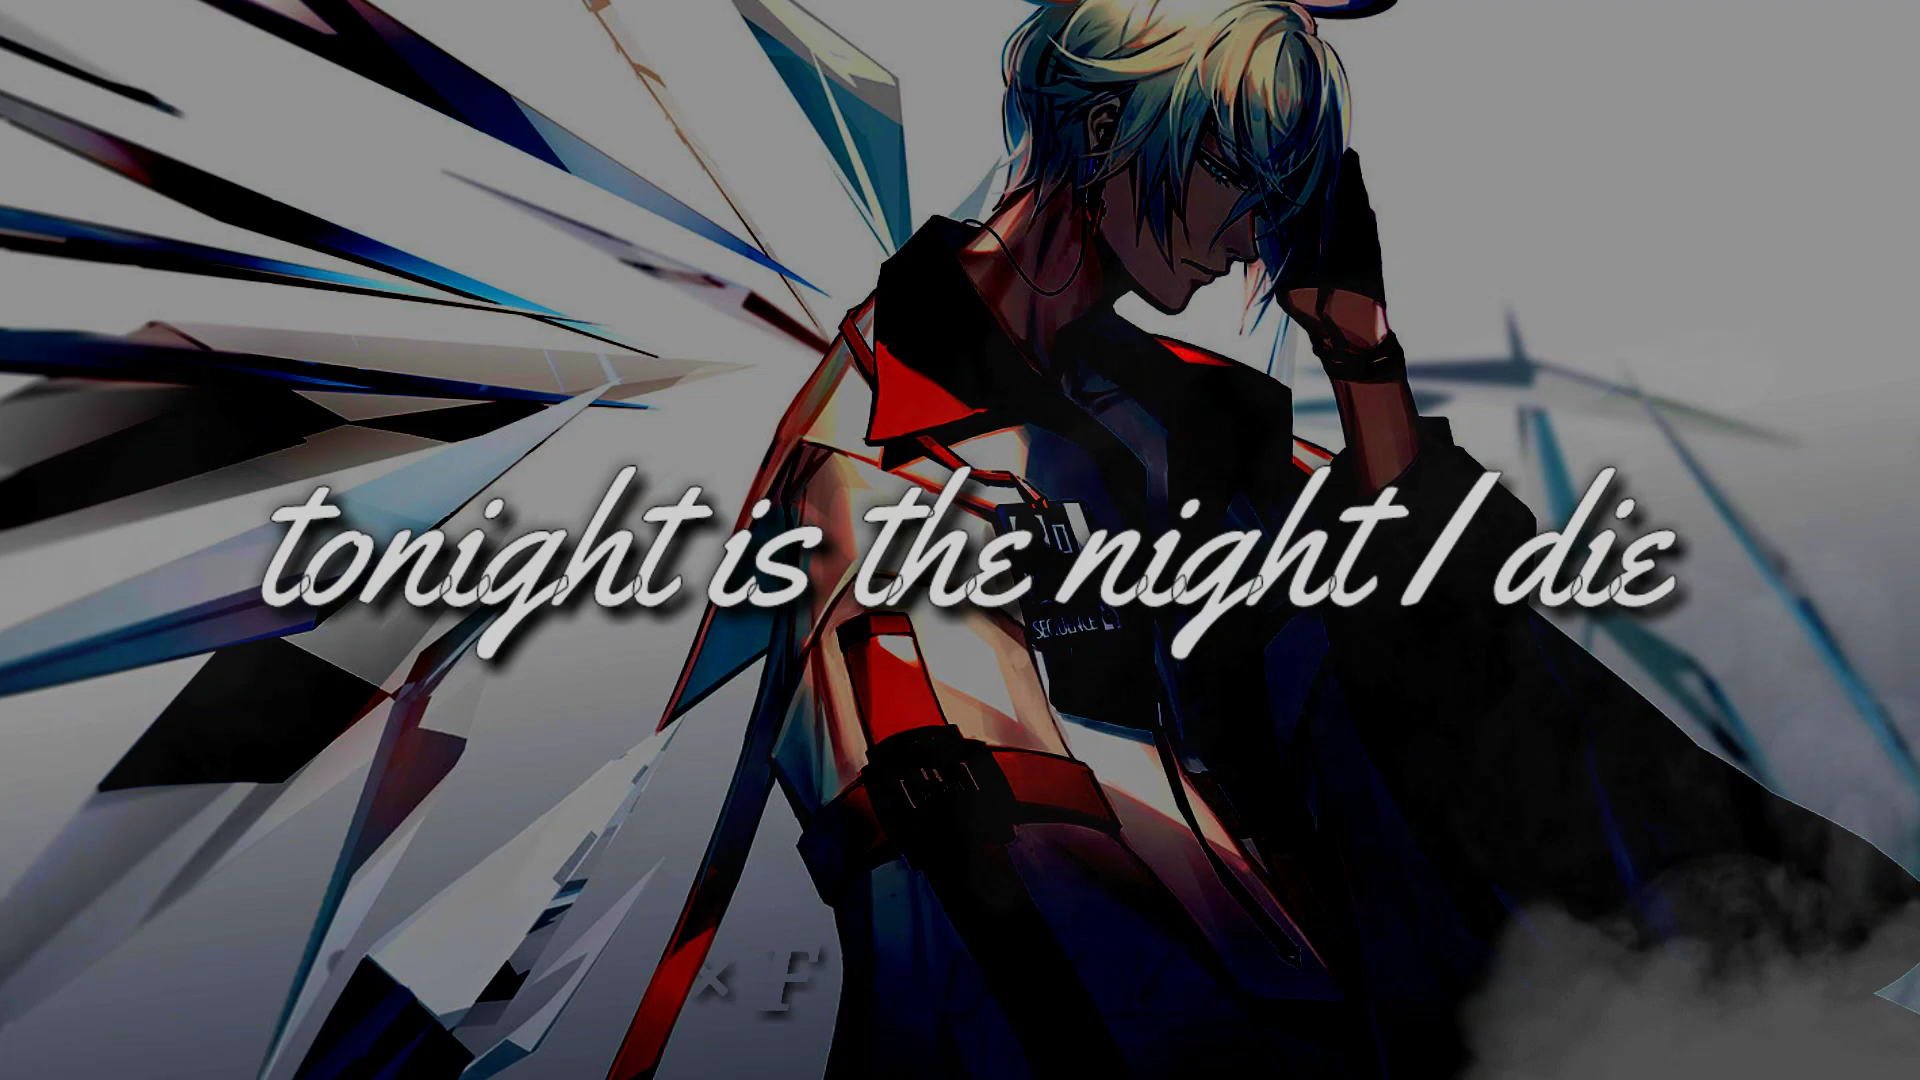 tonight is the night I die
× F